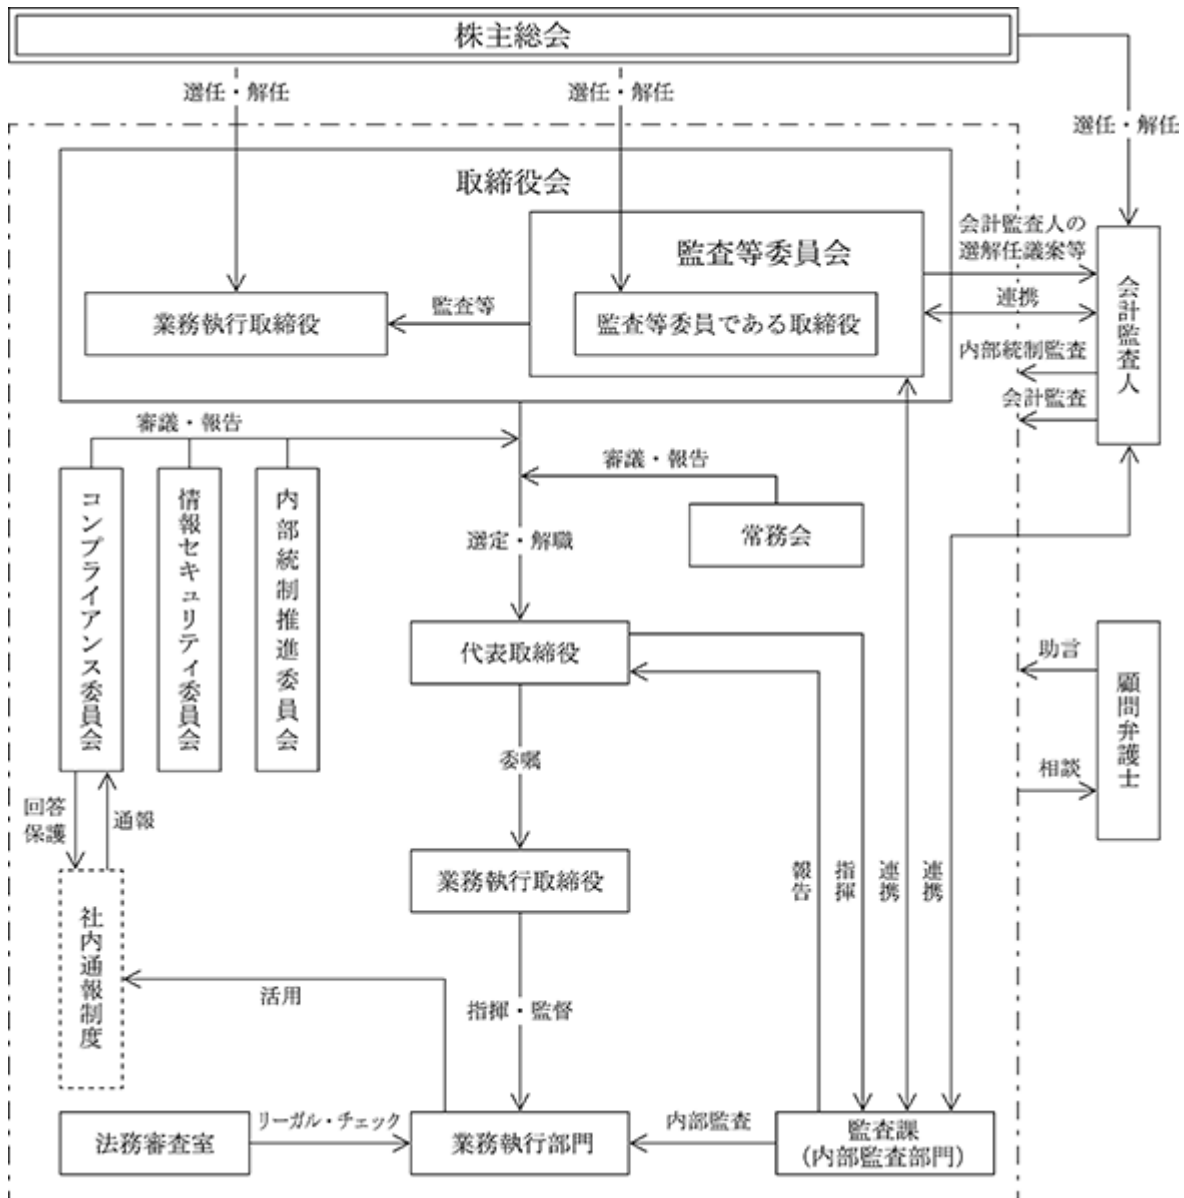 株主総会
選任・解任
選任・解任
選任・解任
取締役会
監査等委員会
会計監査人の
選解任議案等
業務執行取締役
監査等
監査等委員である取締役
連携
内部統制監査
会計監査
会計監査人
審議・報告
審議・報告
コンプライアンス委員会
情報セキュリティ委員会
内部統制推進委員会
常務会
選定・解職
代表取締役
助言
相談
顧問弁護士
委嘱
回答
保護
通報
業務執行取締役
報告
指揮
連携
連携
社内通報制度
活用
指揮・監督
法務審査室
リーガル・チェック
業務執行部門
内部監査
監査課
(内部監査部門)